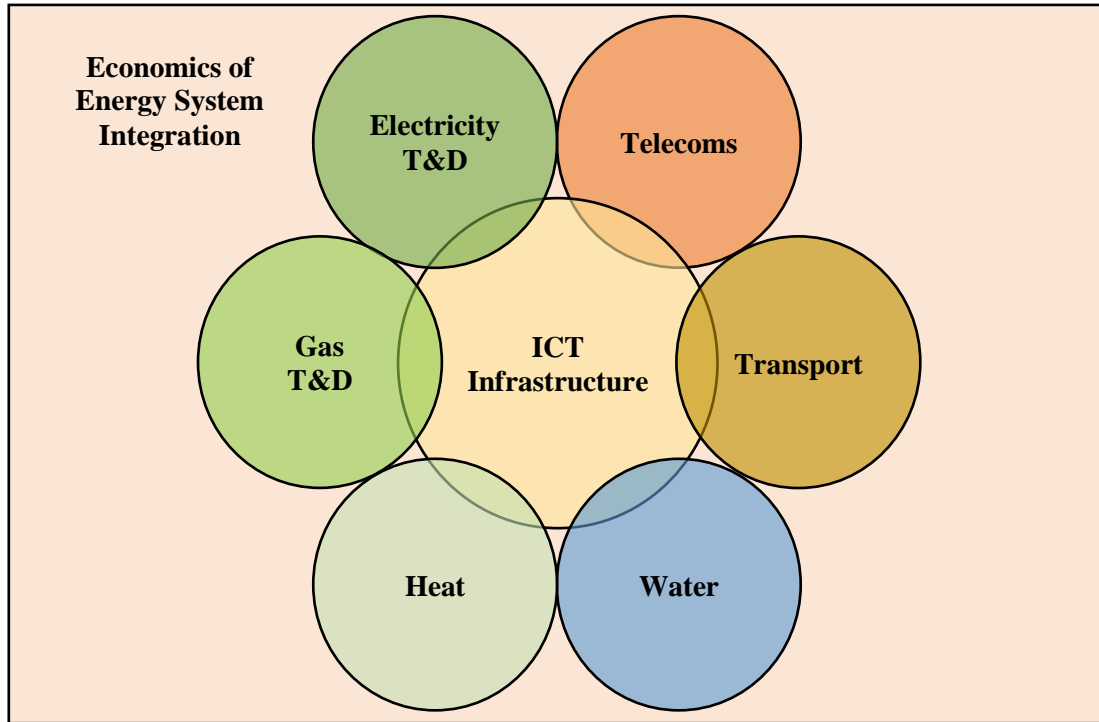 Economics of
Energy System
Integration
Electricity
T&D
Telecoms
Gas
T&D
ICT
Infrastructure
Transport
Heat
Water